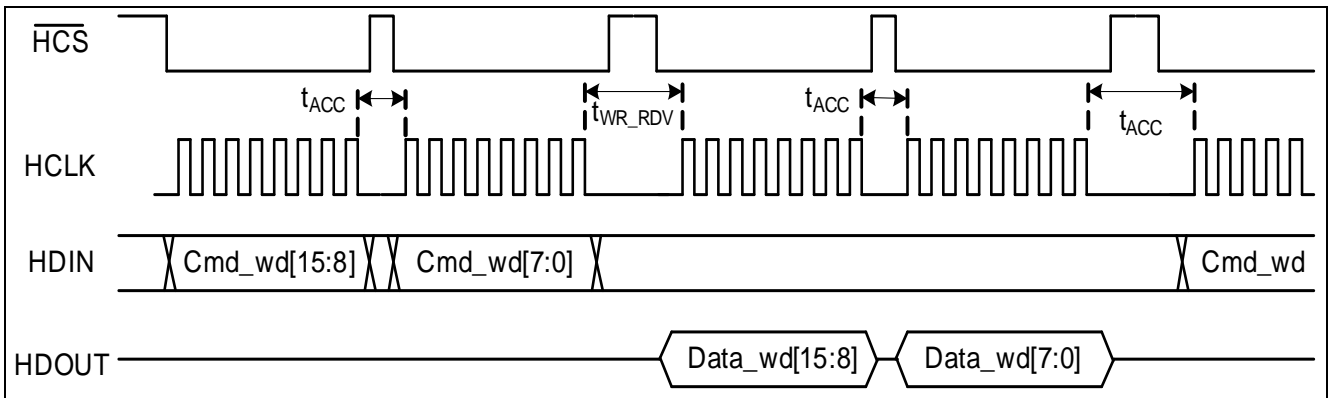 HCS
tACC tWR_RDV tACC tACC
HCLK
HDIN Cmd_wd[15:8] Cmd_wd[7:0] Cmd_wd
HDOUT Data_wd[15:8] Data_wd[7:0]